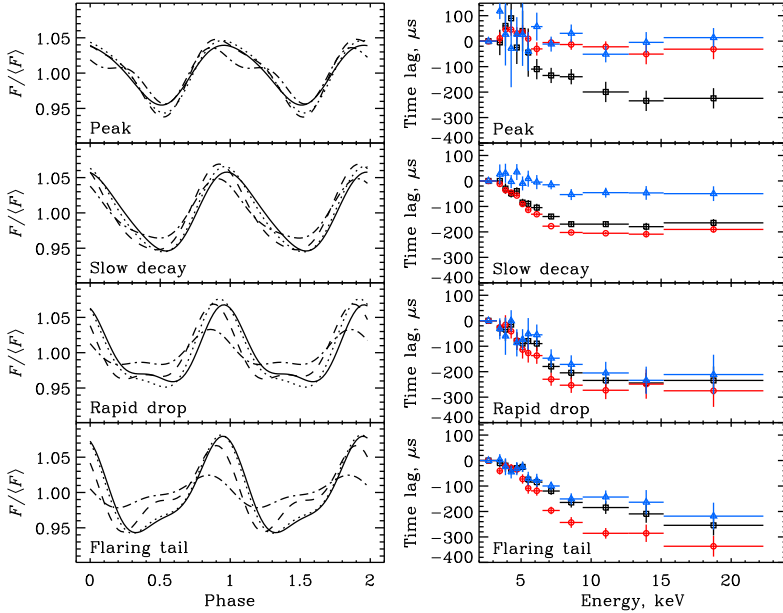 F/⟨F⟩
1.05
1.00
0.95
Peak
Time lag, μs
100
0
−100
−200
−300
−400
Peak
F/⟨F⟩
1.05
1.00
0.95
Slow decay
Time lag, μs
100
0
−100
−200
−300
−400
Slow decay
F/⟨F⟩
1.05
1.00
0.95
Rapid drop
Time lag, μs
100
0
−100
−200
−300
−400
Rapid drop
F/⟨F⟩
1.05
1.00
0.95
Flaring tail
Time lag, μs
100
0
−100
−200
−300
−400
Flaring tail
0.0 0.5 1 1.5 2.0
Phase
5 10 15 20
Energy, keV